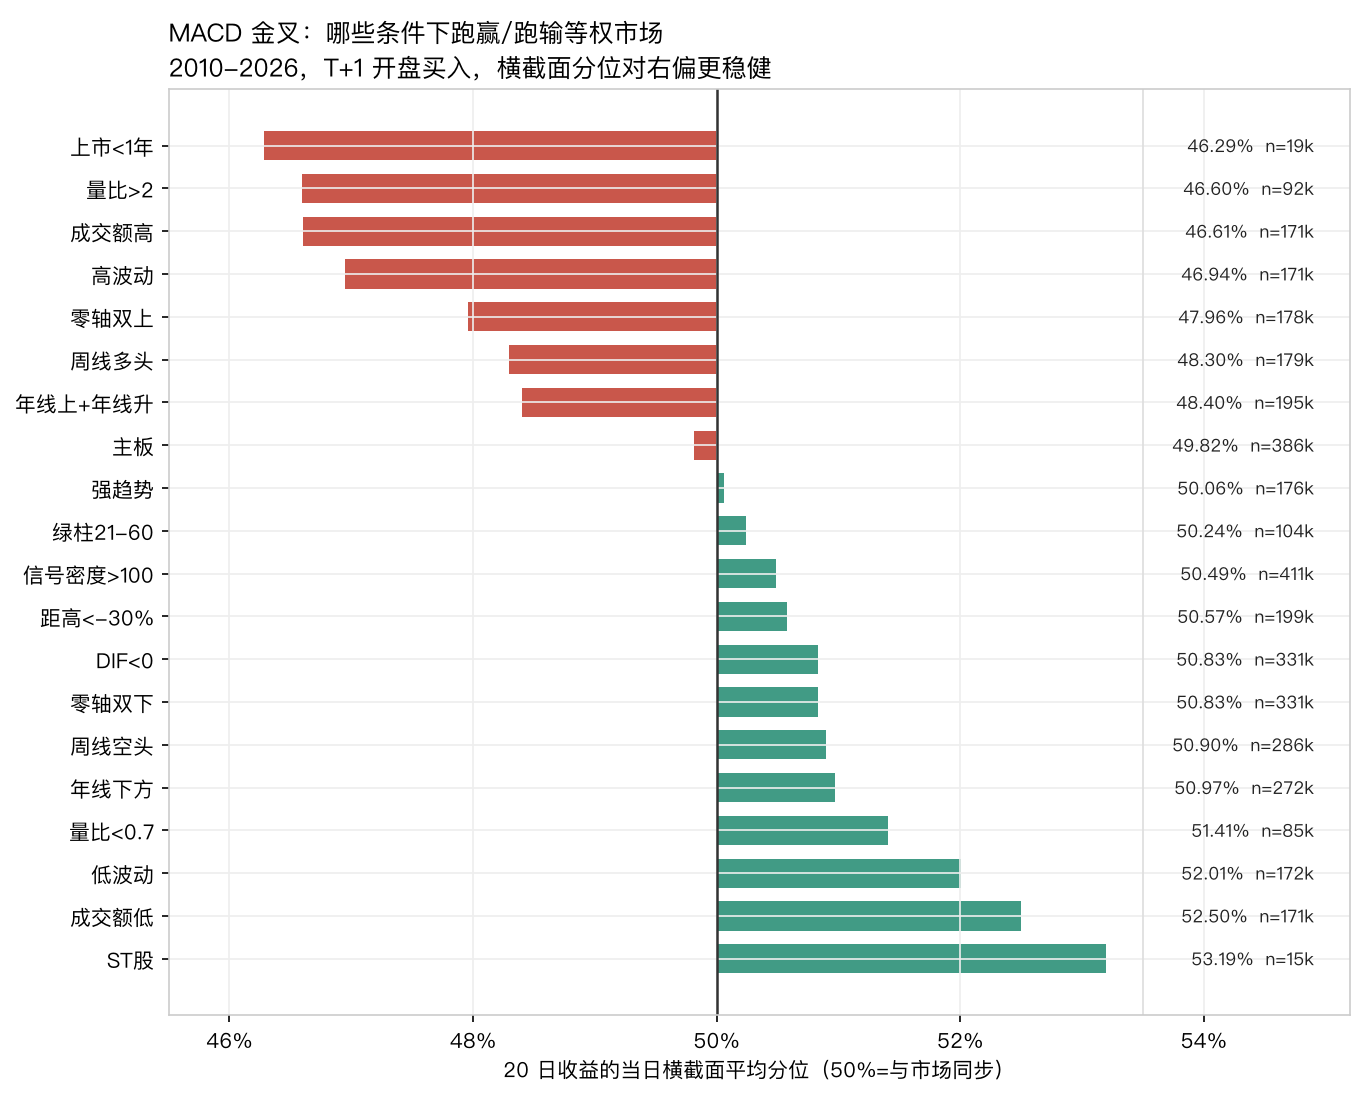 MACD 金叉：哪些条件下跑赢/跑输等权市场
2010–2026，T+1 开盘买入，横截面分位对右偏更稳健
上市<1年 46.29% n=19k
量比>2 46.60% n=92k
成交额高 46.61% n=171k
高波动 46.94% n=171k
零轴双上 47.96% n=178k
周线多头 48.30% n=179k
年线上+年线升 48.40% n=195k
主板 49.82% n=386k
强趋势 50.06% n=176k
绿柱21–60 50.24% n=104k
信号密度>100 50.49% n=411k
距高<−30% 50.57% n=199k
DIF<0 50.83% n=331k
零轴双下 50.83% n=331k
周线空头 50.90% n=286k
年线下方 50.97% n=272k
量比<0.7 51.41% n=85k
低波动 52.01% n=172k
成交额低 52.50% n=171k
ST股 53.19% n=15k
46% 48% 50% 52% 54%
20 日收益的当日横截面平均分位（50%=与市场同步）